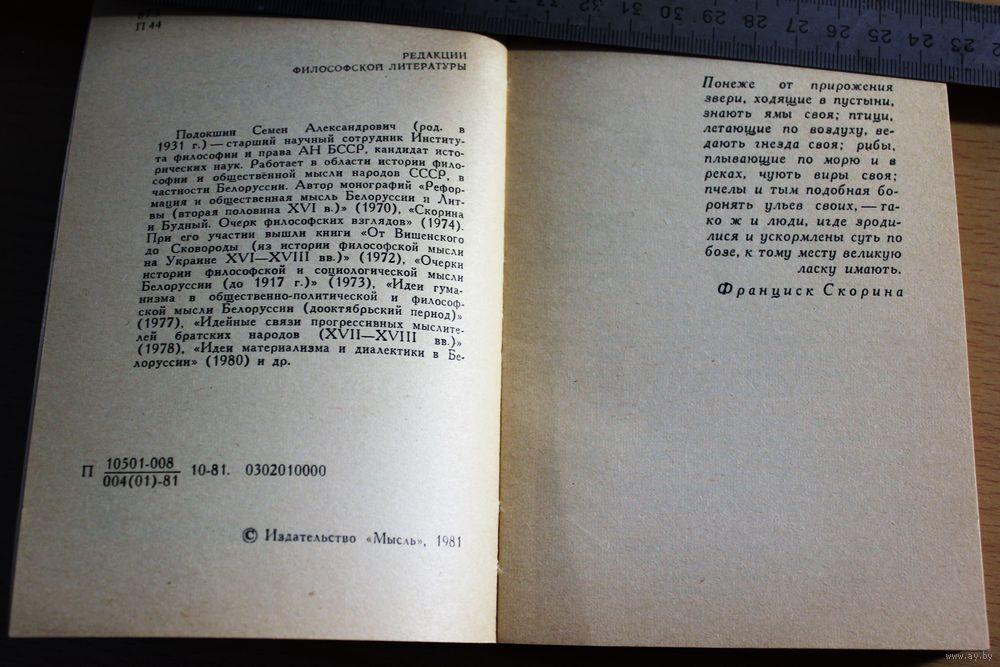 П 44
РЕДАКЦИИ
ФИЛОСОФСКОЙ ЛИТЕРАТУРЫ
Подокшин Семен Александрович (род. в
1931 г.) — старший научный сотрудник Институ-
та философии и права АН БССР, кандидат исто-
рических наук. Работает в области истории фило-
софии и общественной мысли народов СССР, в
частности Белоруссии. Автор монографий «Рефор-
мация и общественная мысль Белоруссии и Лит-
вы (вторая половина XVI в.)» (1970), «Скорина
и Будный. Очерк философских взглядов» (1974).
При его участии вышли книги «От Вишенского
до Сковороды (из истории философской мысли
на Украине XVI—XVIII вв.)» (1972), «Очерки
истории философской и социологической мысли
Белоруссии (до 1917 г.)» (1973), «Идеи гума-
низма в общественно-политической и философ-
ской мысли Белоруссии (дооктябрьский период)»
(1977), «Идейные связи прогрессивных мыслите-
лей братских народов (XVII—XVIII вв.)»
(1978), «Идеи материализма и диалектики в Бе-
лоруссии» (1980) и др.
П 10501-008 10-81. 0302010000
004(01)-81
© Издательство «Мысль», 1981
Понеже от прирожения
звери, ходящие в пустыни,
знають ямы своя; птици,
летающие по воздуху, ве-
дають гнезда своя; рибы,
плывающие по морю и в
реках, чують виры своя;
пчелы и тым подобная бо-
ронять ульев своих, — та-
ко ж и люди, игде зроди-
лися и ускормлены суть по
бозе, к тому месту великую
ласку имають.
Франциск Скорина
31 30 29 28 27 26 25 24 23
www.ay.by